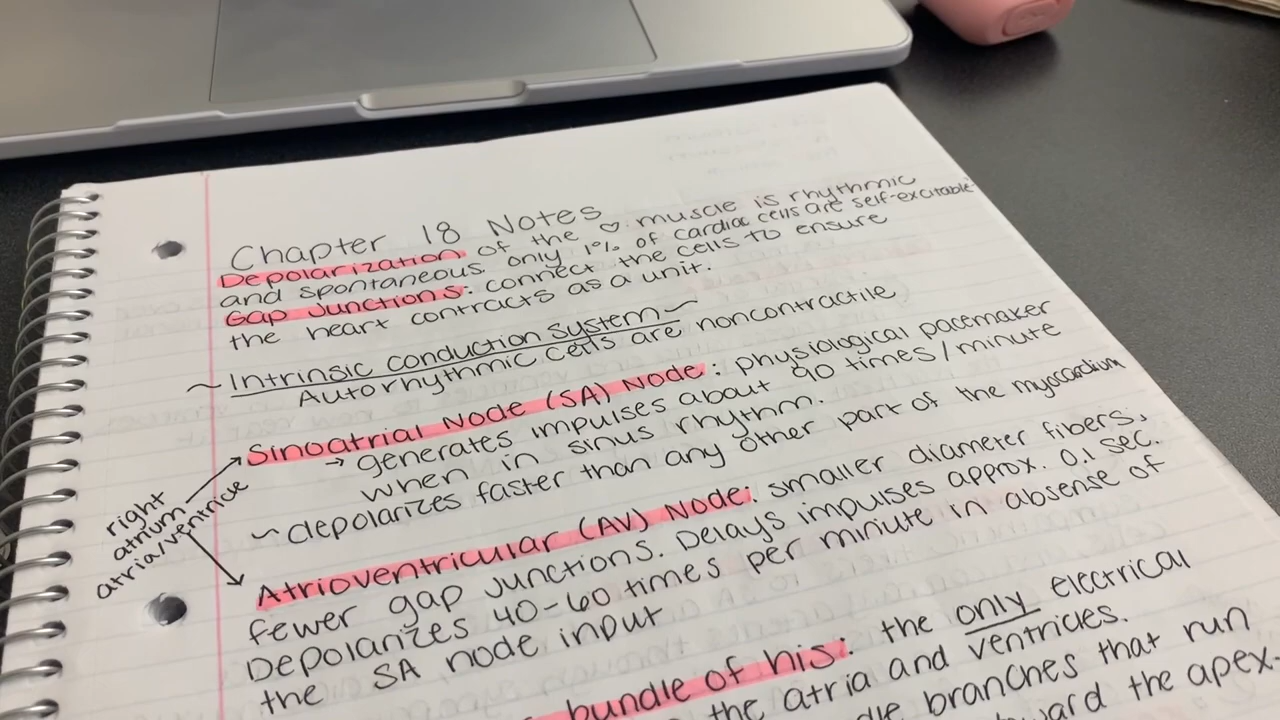 Chapter 18 Notes
Depolarization of the ♡ muscle is rhythmic
and spontaneous only 1% of cardiac cells are self-excitable
Gap Junctions: connect the cells to ensure
the heart contracts as a unit.
~ Intrinsic Conduction System ~
Autorhythmic cells are noncontractile
Sinoatrial Node (SA) Node: physiological pacemaker
→ generates impulses about 90 times/minute
when in sinus rhythm.
~ depolarizes faster than any other part of the myocardium
right
atrium
atria/ventricle
Atrioventricular (AV) Node: smaller diameter fibers,
fewer gap junctions. Delays impulses approx. 0.1 sec.
Depolarizes 40-60 times per miniute in absense of
the SA node input
bundle of his: the only electrical
the atria and ventricles.
branches that run
the apex.